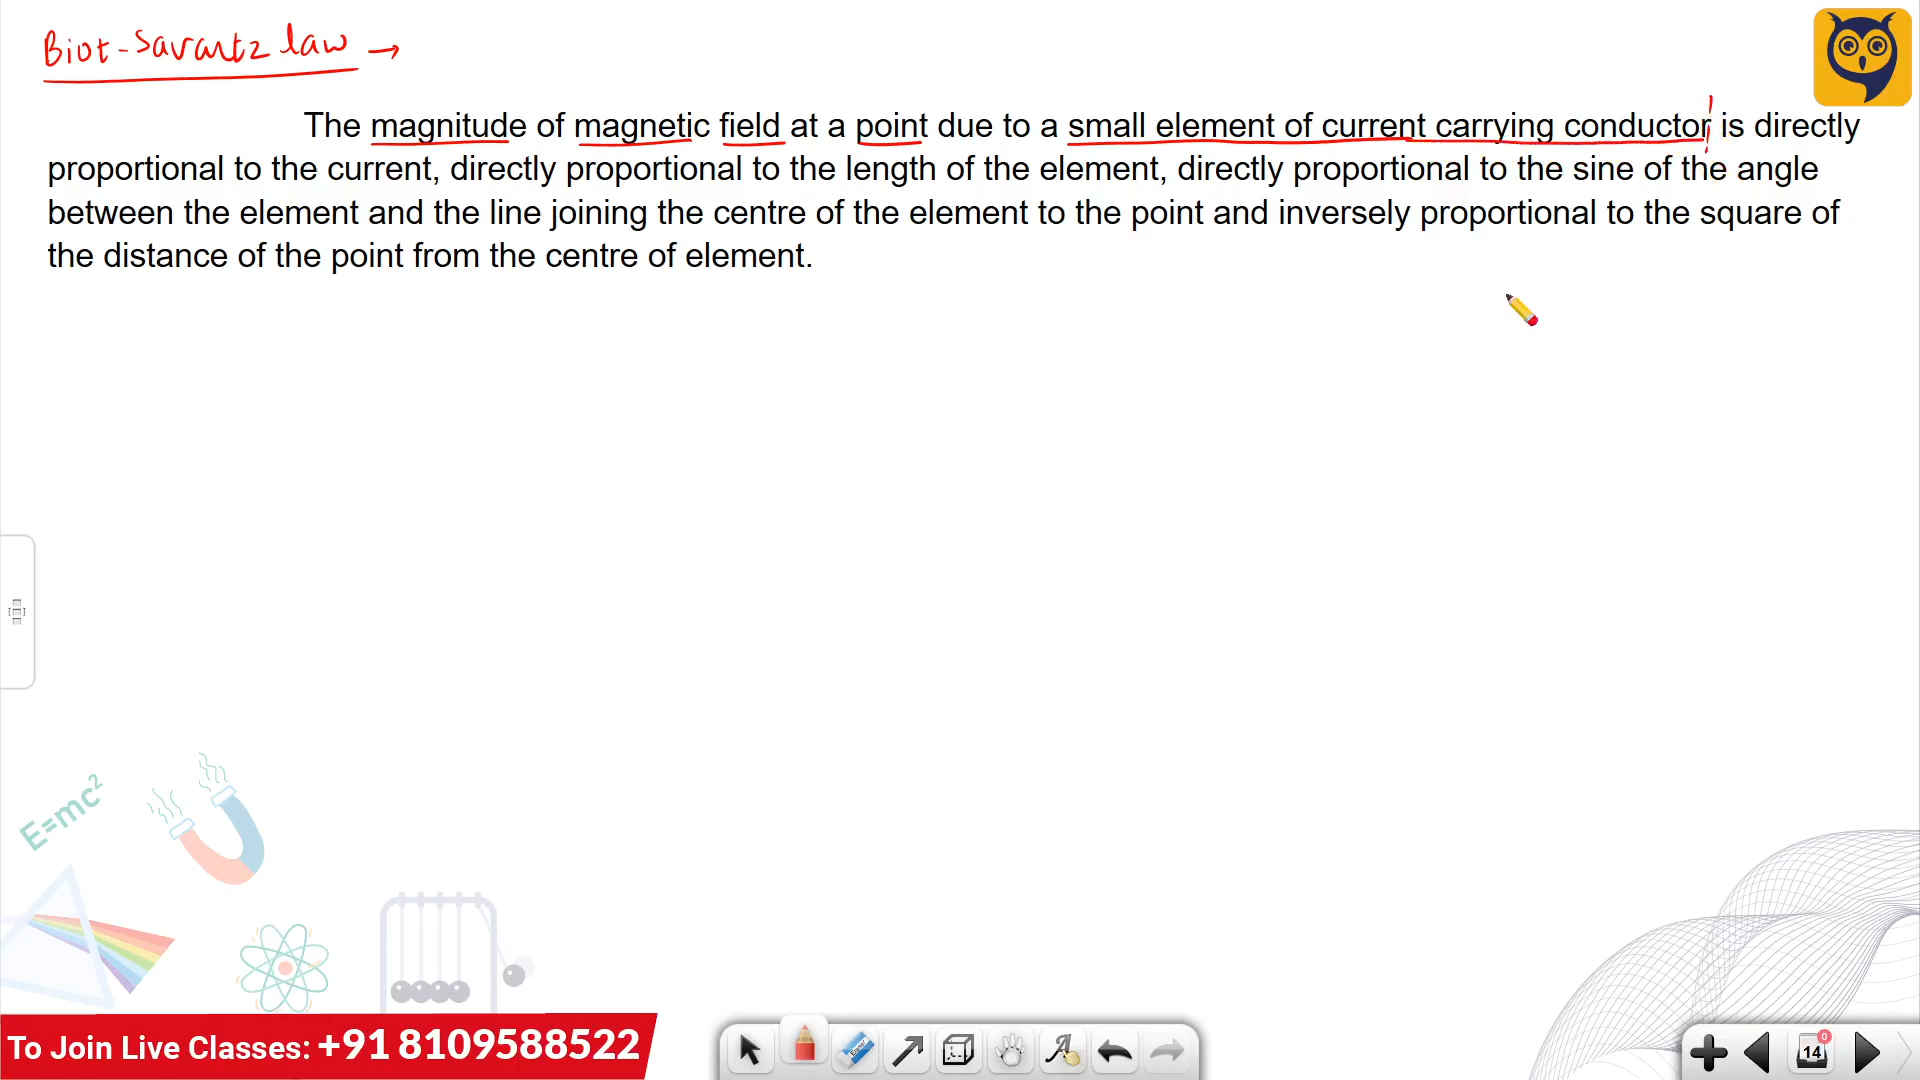 Biot-Savartz law →
The magnitude of magnetic field at a point due to a small element of current carrying conductor is directly
proportional to the current, directly proportional to the length of the element, directly proportional to the sine of the angle
between the element and the line joining the centre of the element to the point and inversely proportional to the square of
the distance of the point from the centre of element.
E=mc²
To Join Live Classes: +91 8109588522
Eraser
A
14
0